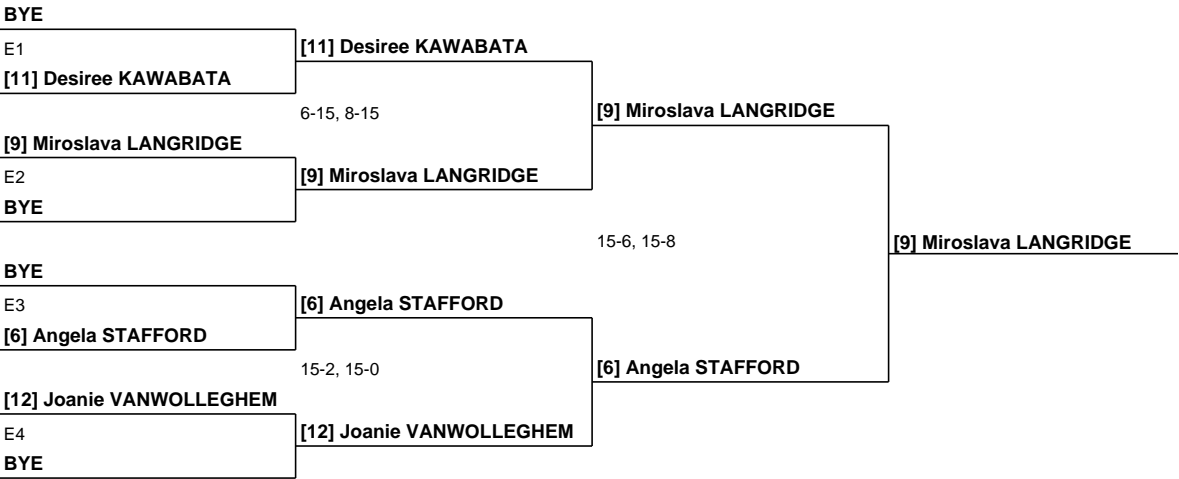 BYE
E1
[11] Desiree KAWABATA
[11] Desiree KAWABATA
6-15, 8-15
[9] Miroslava LANGRIDGE
[9] Miroslava LANGRIDGE
E2
[9] Miroslava LANGRIDGE
BYE
15-6, 15-8
[9] Miroslava LANGRIDGE
BYE
E3
[6] Angela STAFFORD
[6] Angela STAFFORD
15-2, 15-0
[6] Angela STAFFORD
[12] Joanie VANWOLLEGHEM
E4
[12] Joanie VANWOLLEGHEM
BYE